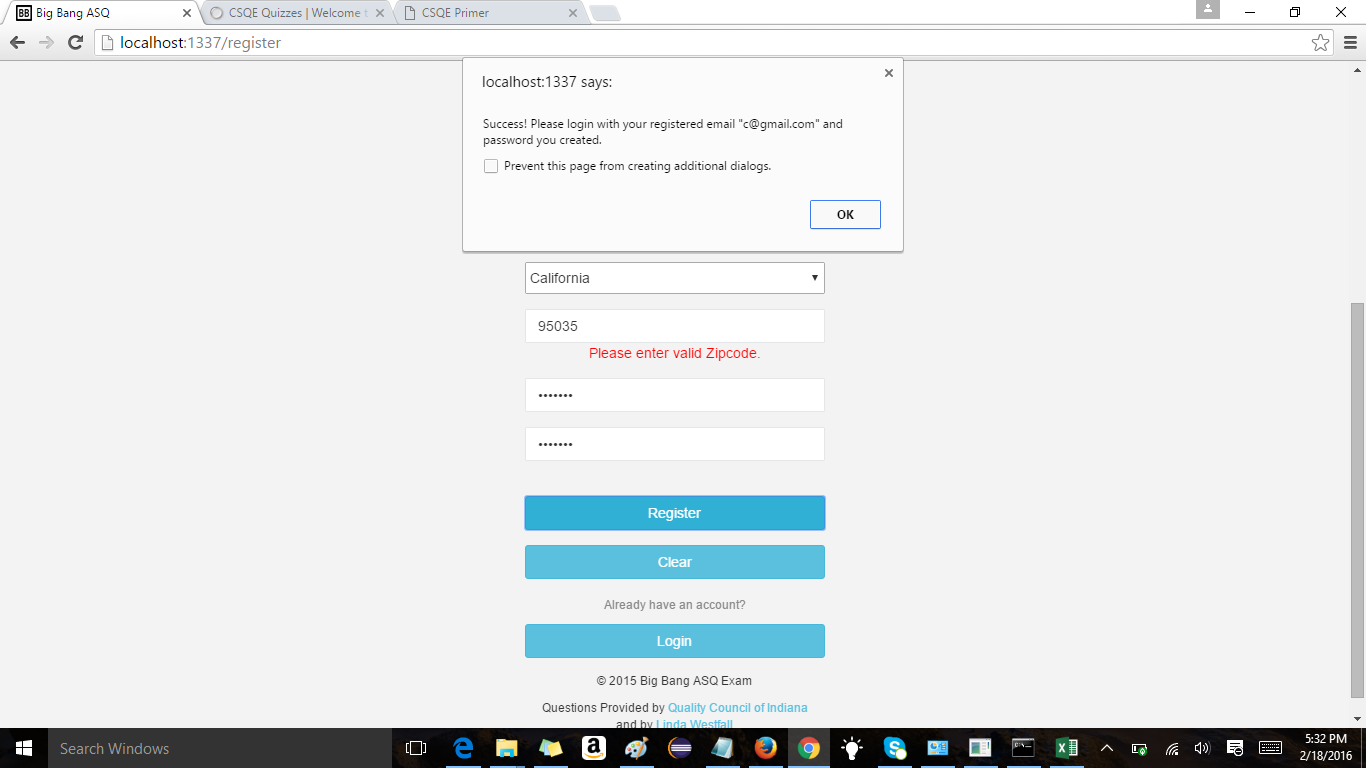 BB Big Bang ASQ
CSQE Quizzes | Welcome t
CSQE Primer
localhost:1337/register
localhost:1337 says:
Success! Please login with your registered email "c@gmail.com" and
password you created.
Prevent this page from creating additional dialogs.
OK
California
95035
Please enter valid Zipcode.
•••••••
•••••••
Register
Clear
Already have an account?
Login
© 2015 Big Bang ASQ Exam
Questions Provided by Quality Council of Indiana
and by Linda Westfall
Search Windows
5:32 PM
2/18/2016